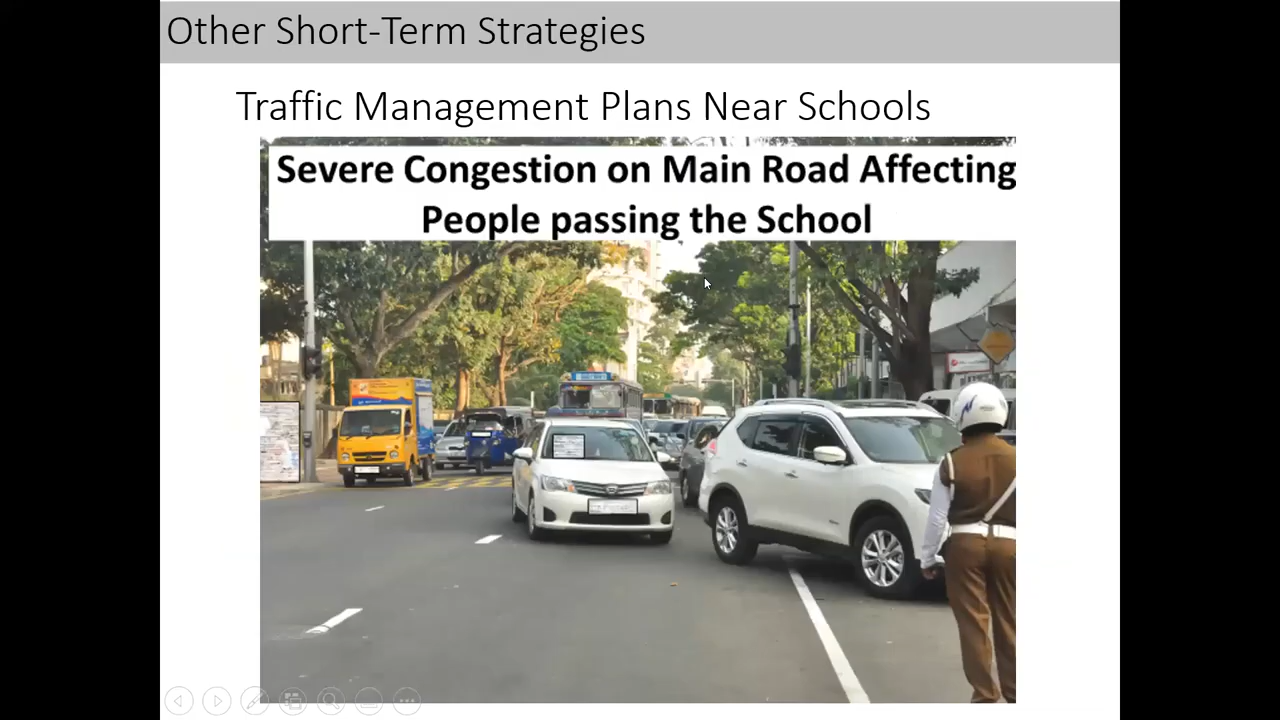 Other Short-Term Strategies
Traffic Management Plans Near Schools
Severe Congestion on Main Road Affecting
People passing the School